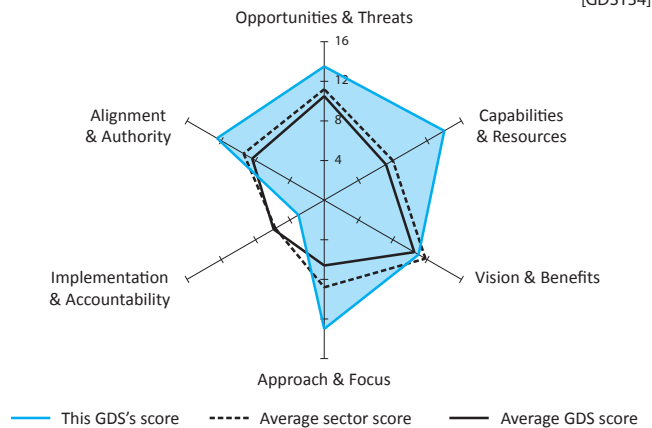 [GDS134]
Opportunities & Threats
16
12
8
4
Alignment
& Authority
Capabilities
& Resources
Implementation
& Accountability
Vision & Benefits
Approach & Focus
This GDS's score
Average sector score
Average GDS score